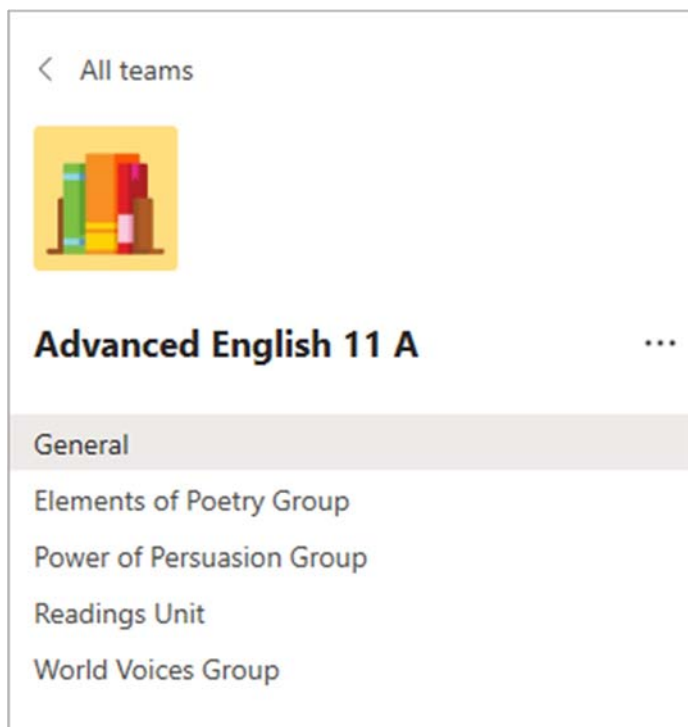 All teams
Advanced English 11 A
General
Elements of Poetry Group
Power of Persuasion Group
Readings Unit
World Voices Group